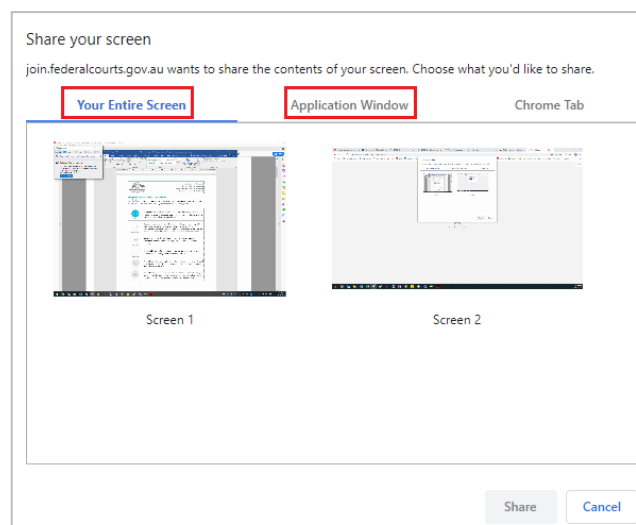 Share your screen
join.federalcourts.gov.au wants to share the contents of your screen. Choose what you'd like to share.
Your Entire Screen Application Window Chrome Tab
Screen 1 Screen 2
Share Cancel